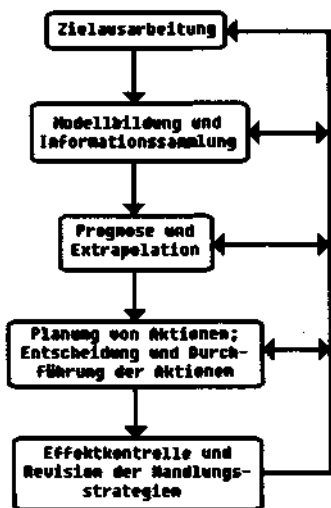 Zielausarbeitung
Modellbildung und
Informationssammlung
Prognose und
Extrapolation
Planung von Aktionen;
Entscheidung und Durch-
führung der Aktionen
Effektkontrolle und
Revision der Handlungs-
strategien